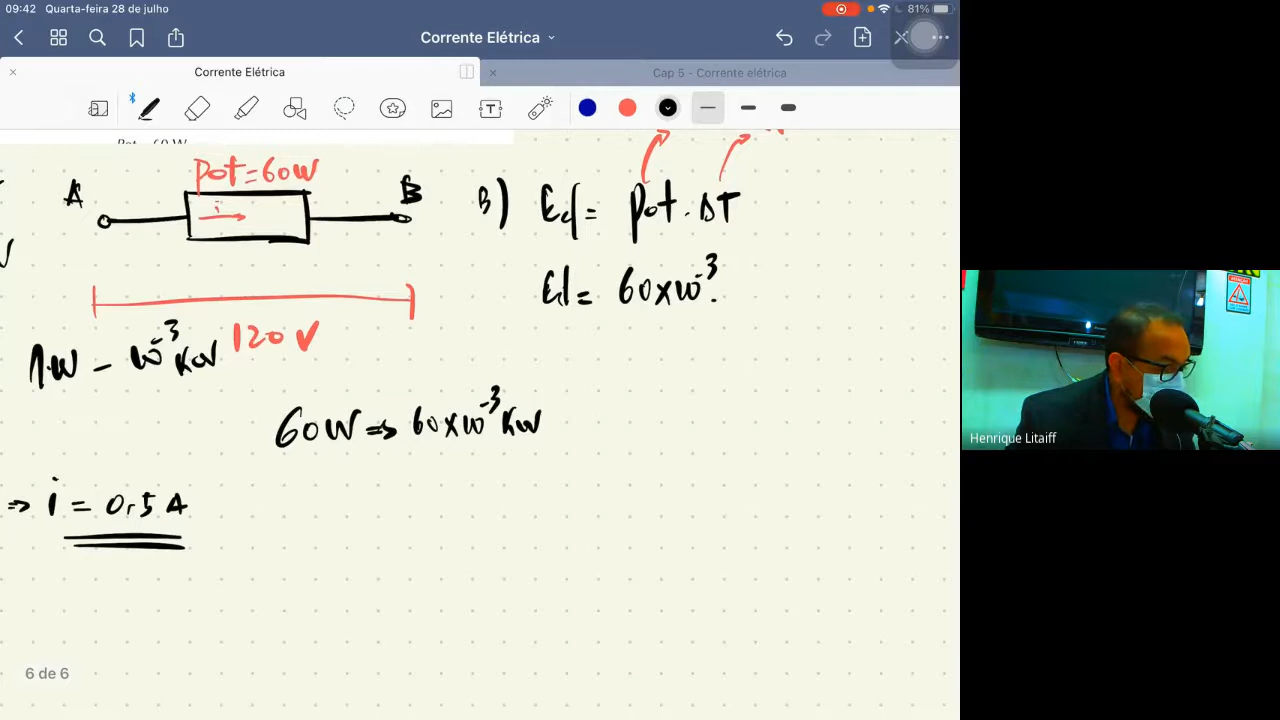 09:42 Quarta-feira 28 de julho
81%
Corrente Elétrica
Corrente Elétrica
Cap 5 - Corrente elétrica
Pot = 60W
A
B
i
120 V
1W - 10⁻³ KW
60W => 60x10⁻³ KW
=> i = 0,5 A
B) Eel = Pot . ΔT
Eel = 60x10⁻³.
6 de 6
Henrique Litaiff